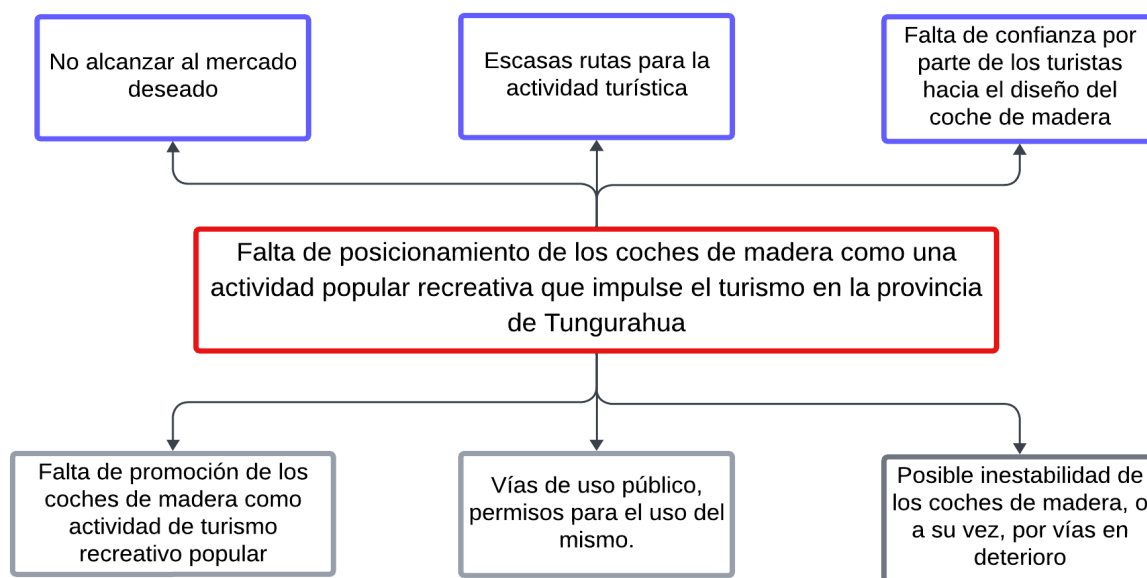 No alcanzar al mercado
deseado
Escasas rutas para la
actividad turística
Falta de confianza por
parte de los turistas
hacia el diseño del
coche de madera
Falta de posicionamiento de los coches de madera como una
actividad popular recreativa que impulse el turismo en la provincia
de Tungurahua
Falta de promoción de los
coches de madera como
actividad de turismo
recreativo popular
Vías de uso público,
permisos para el uso del
mismo.
Posible inestabilidad de
los coches de madera, o
a su vez, por vías en
deterioro